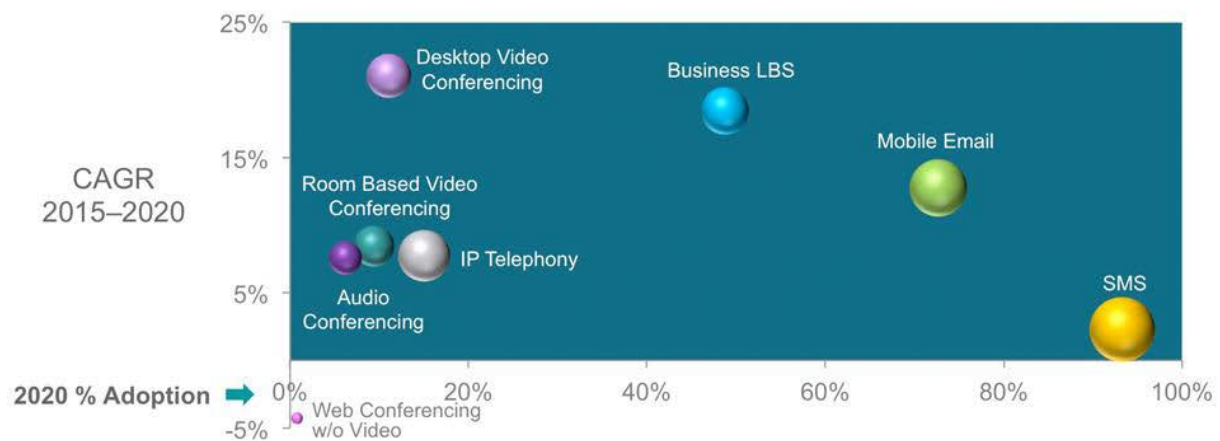 25%
Desktop Video
Conferencing
Business LBS
Mobile Email
15%
CAGR
2015–2020
Room Based Video
Conferencing
IP Telephony
5%
Audio
Conferencing
SMS
2020 % Adoption
0%
20%
40%
60%
80%
100%
Web Conferencing
w/o Video
-5%